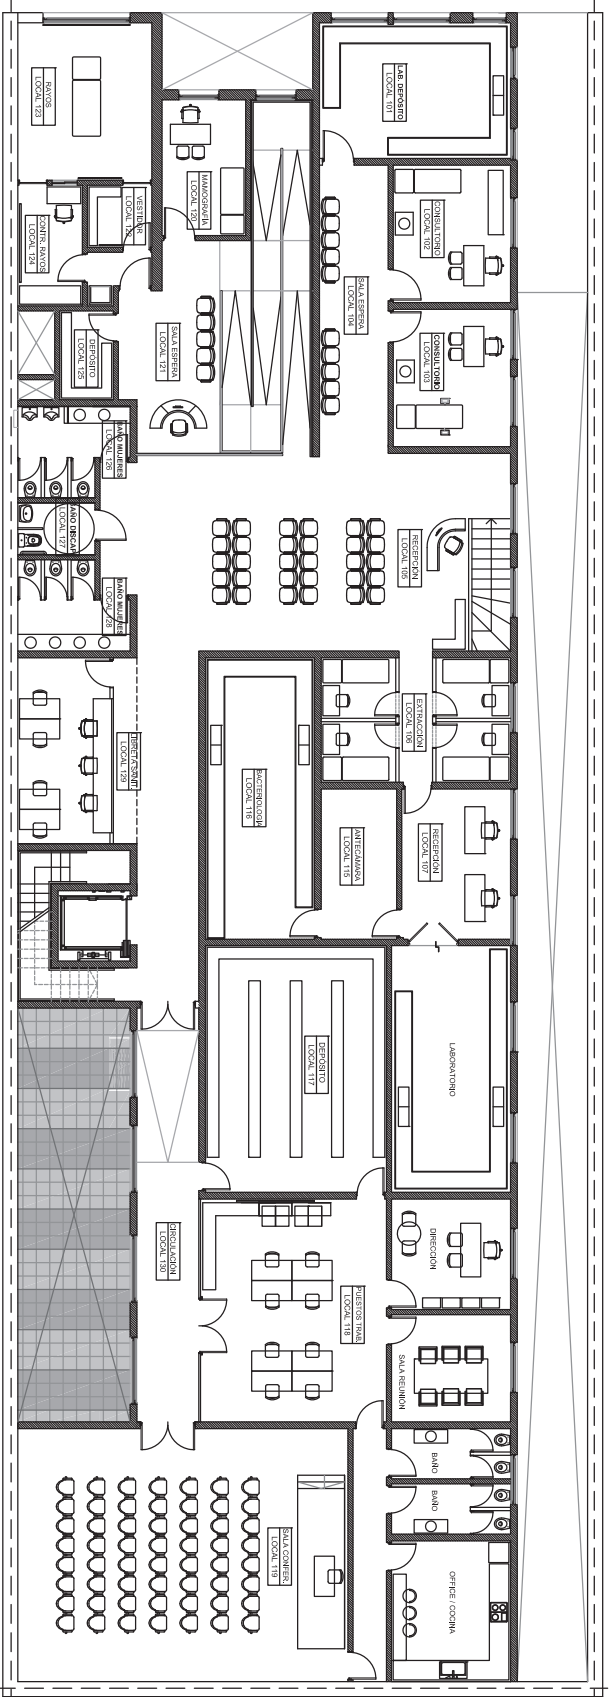 RAYOS
LOCAL 123
LAB. DEPÓSITO
LOCAL 101
MAMOGRAFÍA
LOCAL 120
VESTIDOR
CONTR. RAYOS
LOCAL 124
CONSULTORIO
LOCAL 102
SALA ESPERA
LOCAL 104
CONSULTORIO
LOCAL 103
SALA ESPERA
LOCAL 121
DEPÓSITO
LOCAL 125
BAÑO MUJERES
LOCAL 126
LOCAL 127
BAÑO MUJERES
LOCAL 128
RECEPCIÓN
LOCAL 105
EXTRACCIÓN
LOCAL 106
LIBRETA SANIT.
LOCAL 129
BACTERIOLOGÍA
LOCAL 116
ANTECÁMARA
LOCAL 115
RECEPCIÓN
LOCAL 107
DEPÓSITO
LOCAL 117
LABORATORIO
CIRCULACIÓN
LOCAL 130
DIRECCIÓN
PUESTOS TRAB.
LOCAL 118
SALA REUNIÓN
BAÑO
BAÑO
SALA CONFER.
LOCAL 119
OFFICE / COCINA